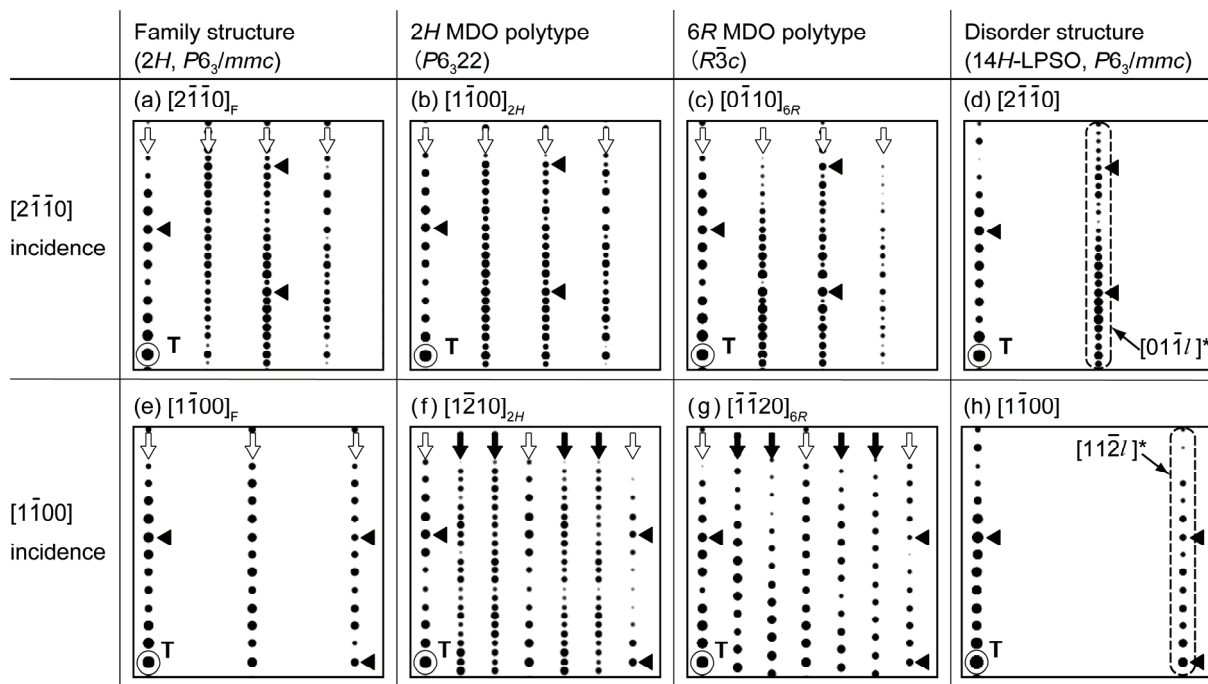 Family structure
(2H, P6₃/mmc)
2H MDO polytype
(P6₃22)
6R MDO polytype
(R3̄c)
Disorder structure
(14H-LPSO, P6₃/mmc)
[21̄1̄0]
incidence
(a) [21̄1̄0]F
T
(b) [11̄00]2H
T
(c) [01̄10]6R
T
(d) [21̄1̄0]
T
[011̄l]*
[11̄00]
incidence
(e) [11̄00]F
T
(f) [12̄10]2H
T
(g) [1̄1̄20]6R
T
(h) [11̄00]
[112̄l]*
T